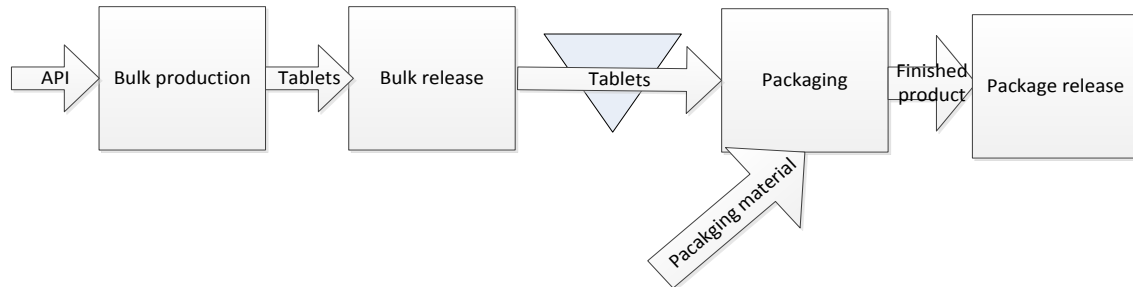 API
Bulk production
Tablets
Bulk release
Tablets
Packaging
Finished
product
Package release
Pacakging material